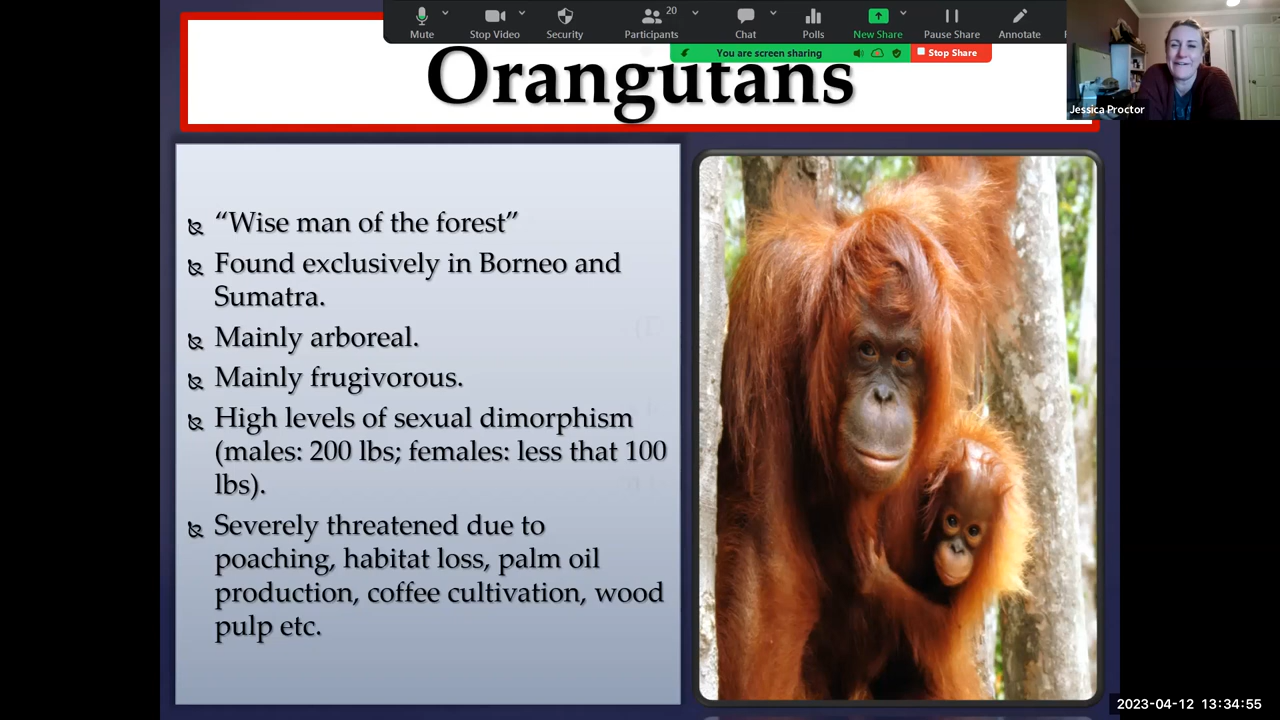 20
Mute
Stop Video
Security
Participants
Chat
Polls
New Share
Pause Share
Annotate
You are screen sharing
Stop Share
Jessica Proctor
Orangutans
“Wise man of the forest”
Found exclusively in Borneo and
Sumatra.
Mainly arboreal.
Mainly frugivorous.
High levels of sexual dimorphism
(males: 200 lbs; females: less that 100
lbs).
Severely threatened due to
poaching, habitat loss, palm oil
production, coffee cultivation, wood
pulp etc.
2023-04-12 13:34:55